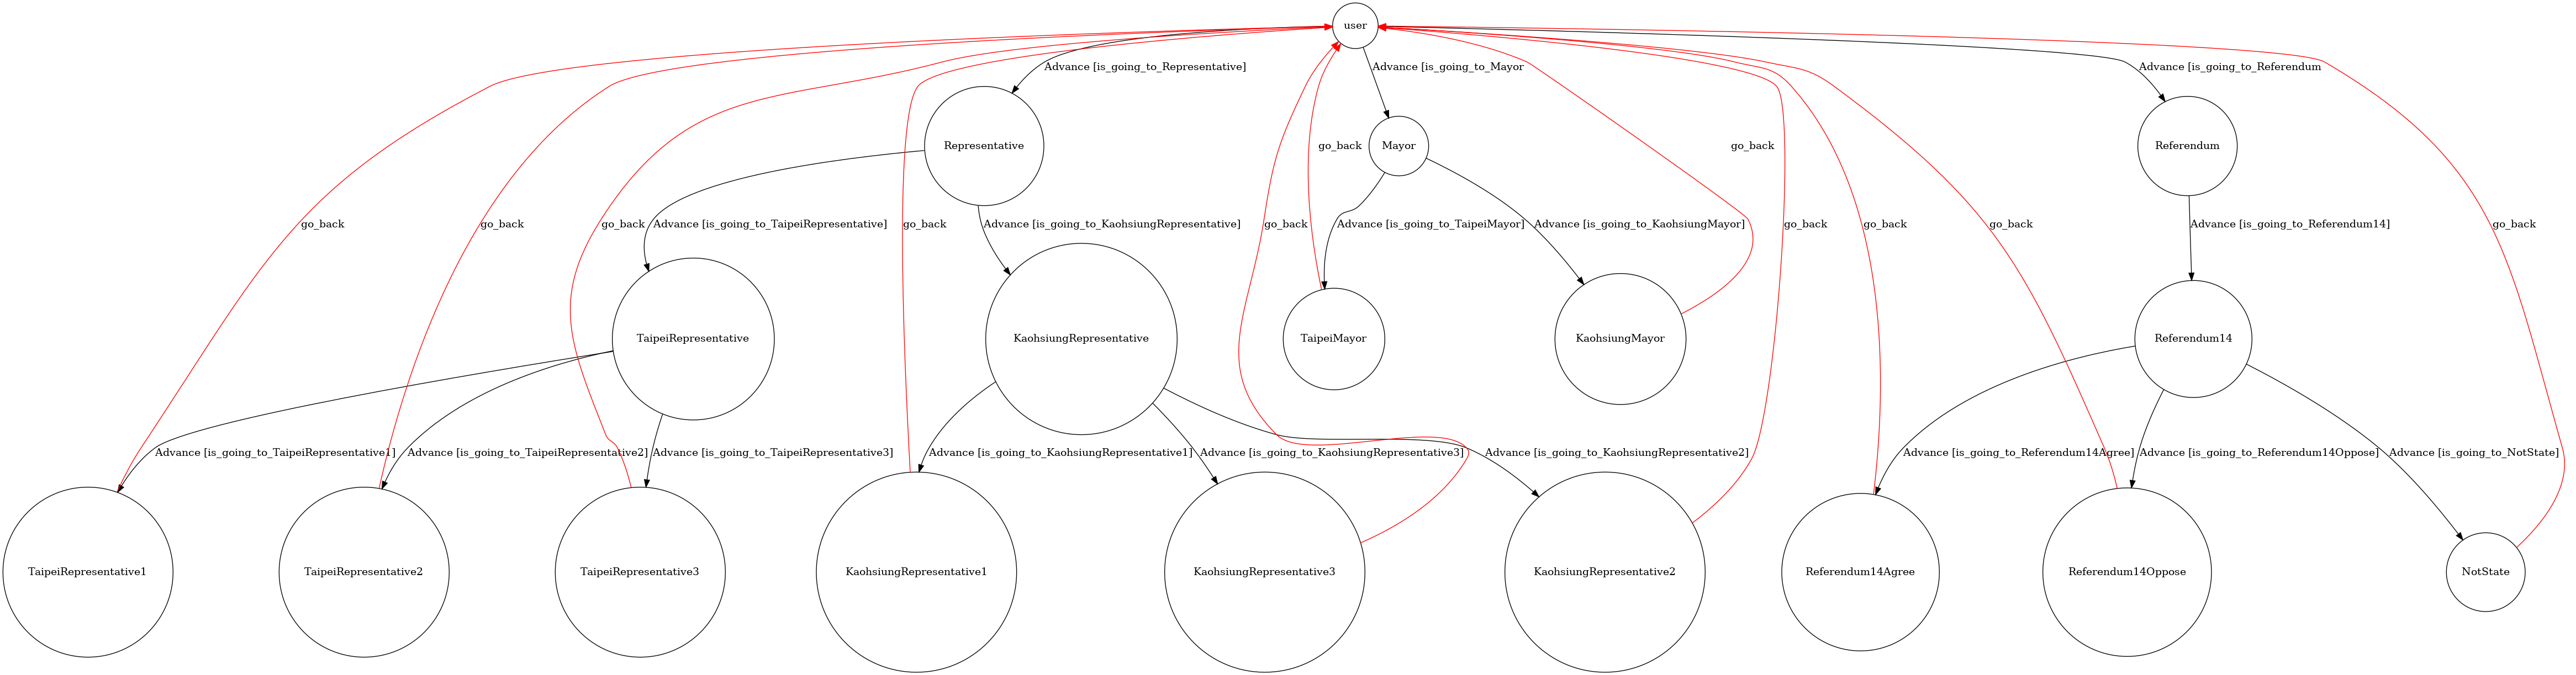 user
Advance [is_going_to_Representative]
Advance [is_going_to_Mayor
Advance [is_going_to_Referendum
Representative
go_back
Mayor
go_back
Referendum
go_back
go_back
Advance [is_going_to_TaipeiRepresentative]
go_back
go_back
Advance [is_going_to_KaohsiungRepresentative]
go_back
Advance [is_going_to_TaipeiMayor]
Advance [is_going_to_KaohsiungMayor]
go_back
go_back
go_back
Advance [is_going_to_Referendum14]
go_back
TaipeiRepresentative
KaohsiungRepresentative
TaipeiMayor
KaohsiungMayor
Referendum14
Advance [is_going_to_TaipeiRepresentative1]
Advance [is_going_to_TaipeiRepresentative2]
Advance [is_going_to_TaipeiRepresentative3]
Advance [is_going_to_KaohsiungRepresentative1]
Advance [is_going_to_KaohsiungRepresentative3]
Advance [is_going_to_KaohsiungRepresentative2]
Advance [is_going_to_Referendum14Agree]
Advance [is_going_to_Referendum14Oppose]
Advance [is_going_to_NotState]
TaipeiRepresentative1
TaipeiRepresentative2
TaipeiRepresentative3
KaohsiungRepresentative1
KaohsiungRepresentative3
KaohsiungRepresentative2
Referendum14Agree
Referendum14Oppose
NotState